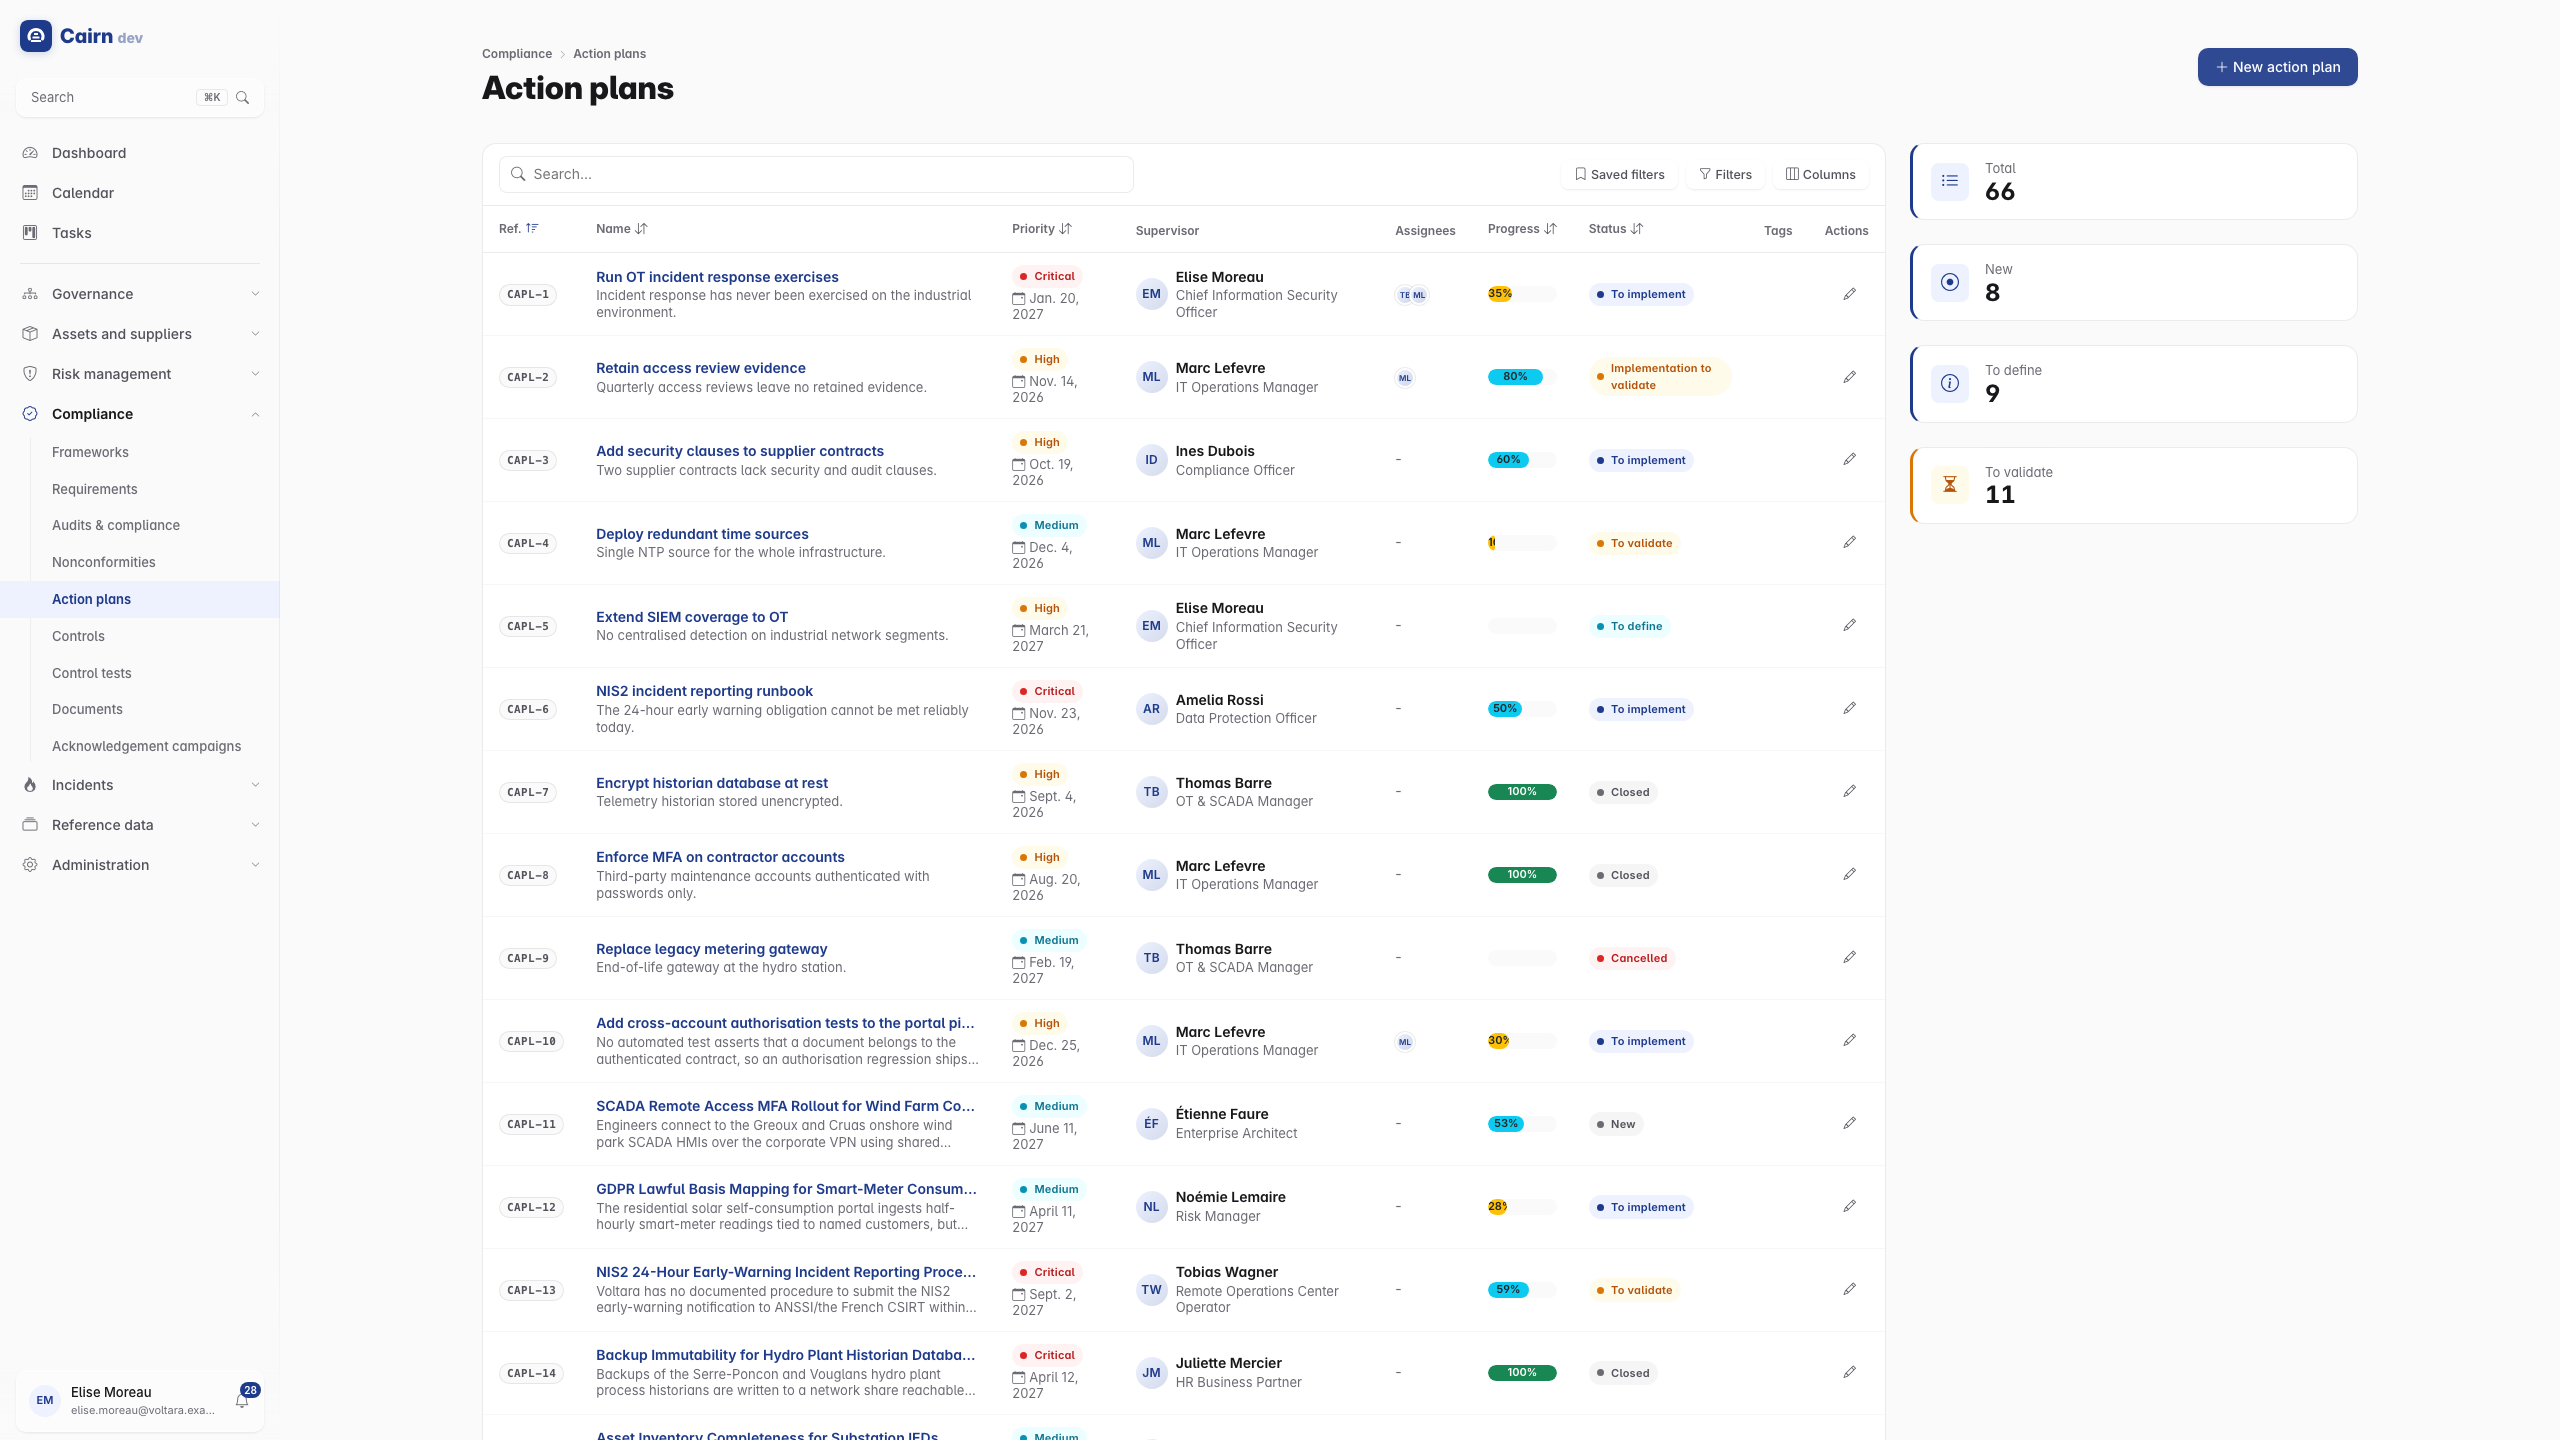 Cairn dev
Search ⌘K
Dashboard
Calendar
Tasks
Governance
Assets and suppliers
Risk management
Compliance
Frameworks
Requirements
Audits & compliance
Nonconformities
Action plans
Controls
Control tests
Documents
Acknowledgement campaigns
Incidents
Reference data
Administration
EM
Elise Moreau
elise.moreau@voltara.exa...
28
Compliance > Action plans
Action plans
+ New action plan
Search...
Saved filters
Filters
Columns
Ref. Name Priority Supervisor Assignees Progress Status Tags Actions
CAPL-1
Run OT incident response exercises
Incident response has never been exercised on the industrial
environment.
Critical
Jan. 20,
2027
EM
Elise Moreau
Chief Information Security
Officer
ML
35%
To implement
CAPL-2
Retain access review evidence
Quarterly access reviews leave no retained evidence.
High
Nov. 14,
2026
ML
Marc Lefevre
IT Operations Manager
ML
80%
Implementation to
validate
CAPL-3
Add security clauses to supplier contracts
Two supplier contracts lack security and audit clauses.
High
Oct. 19,
2026
ID
Ines Dubois
Compliance Officer
-
60%
To implement
CAPL-4
Deploy redundant time sources
Single NTP source for the whole infrastructure.
Medium
Dec. 4,
2026
ML
Marc Lefevre
IT Operations Manager
-
To validate
CAPL-5
Extend SIEM coverage to OT
No centralised detection on industrial network segments.
High
March 21,
2027
EM
Elise Moreau
Chief Information Security
Officer
-
To define
CAPL-6
NIS2 incident reporting runbook
The 24-hour early warning obligation cannot be met reliably
today.
Critical
Nov. 23,
2026
AR
Amelia Rossi
Data Protection Officer
-
50%
To implement
CAPL-7
Encrypt historian database at rest
Telemetry historian stored unencrypted.
High
Sept. 4,
2026
TB
Thomas Barre
OT & SCADA Manager
-
100%
Closed
CAPL-8
Enforce MFA on contractor accounts
Third-party maintenance accounts authenticated with
passwords only.
High
Aug. 20,
2026
ML
Marc Lefevre
IT Operations Manager
-
100%
Closed
CAPL-9
Replace legacy metering gateway
End-of-life gateway at the hydro station.
Medium
Feb. 19,
2027
TB
Thomas Barre
OT & SCADA Manager
-
Cancelled
CAPL-10
Add cross-account authorisation tests to the portal pi...
No automated test asserts that a document belongs to the
authenticated contract, so an authorisation regression ships...
High
Dec. 25,
2026
ML
Marc Lefevre
IT Operations Manager
ML
30%
To implement
CAPL-11
SCADA Remote Access MFA Rollout for Wind Farm Co...
Engineers connect to the Greoux and Cruas onshore wind
park SCADA HMIs over the corporate VPN using shared...
Medium
June 11,
2027
ÉF
Étienne Faure
Enterprise Architect
-
53%
New
CAPL-12
GDPR Lawful Basis Mapping for Smart-Meter Consum...
The residential solar self-consumption portal ingests half-
hourly smart-meter readings tied to named customers, but...
Medium
April 11,
2027
NL
Noémie Lemaire
Risk Manager
-
28%
To implement
CAPL-13
NIS2 24-Hour Early-Warning Incident Reporting Proce...
Voltara has no documented procedure to submit the NIS2
early-warning notification to ANSSI/the French CSIRT within...
Critical
Sept. 2,
2027
TW
Tobias Wagner
Remote Operations Center
Operator
-
59%
To validate
CAPL-14
Backup Immutability for Hydro Plant Historian Databa...
Backups of the Serre-Poncon and Vouglans hydro plant
process historians are written to a network share reachable...
Critical
April 12,
2027
JM
Juliette Mercier
HR Business Partner
-
100%
Closed
Asset Inventory Completeness for Substation IEDs
Medium
Total
66
New
8
To define
9
To validate
11